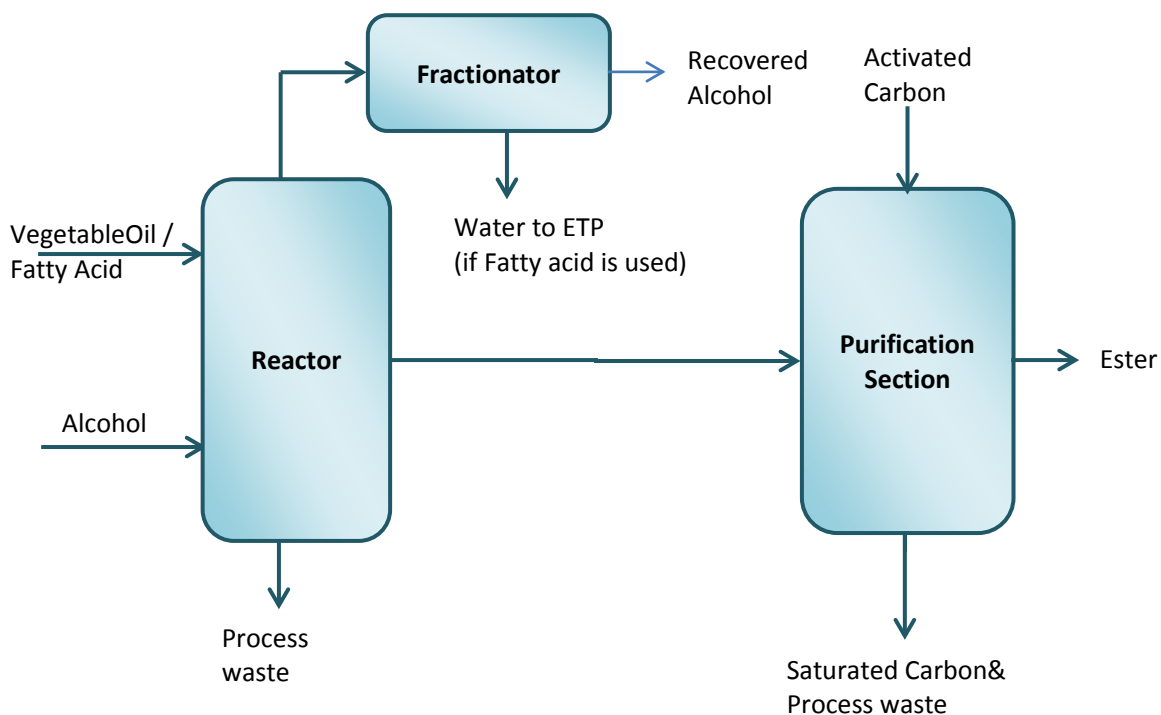 Fractionator
Recovered
Alcohol
Activated
Carbon
VegetableOil /
Fatty Acid
Water to ETP
(if Fatty acid is used)
Reactor
Purification
Section
Ester
Alcohol
Process
waste
Saturated Carbon&
Process waste